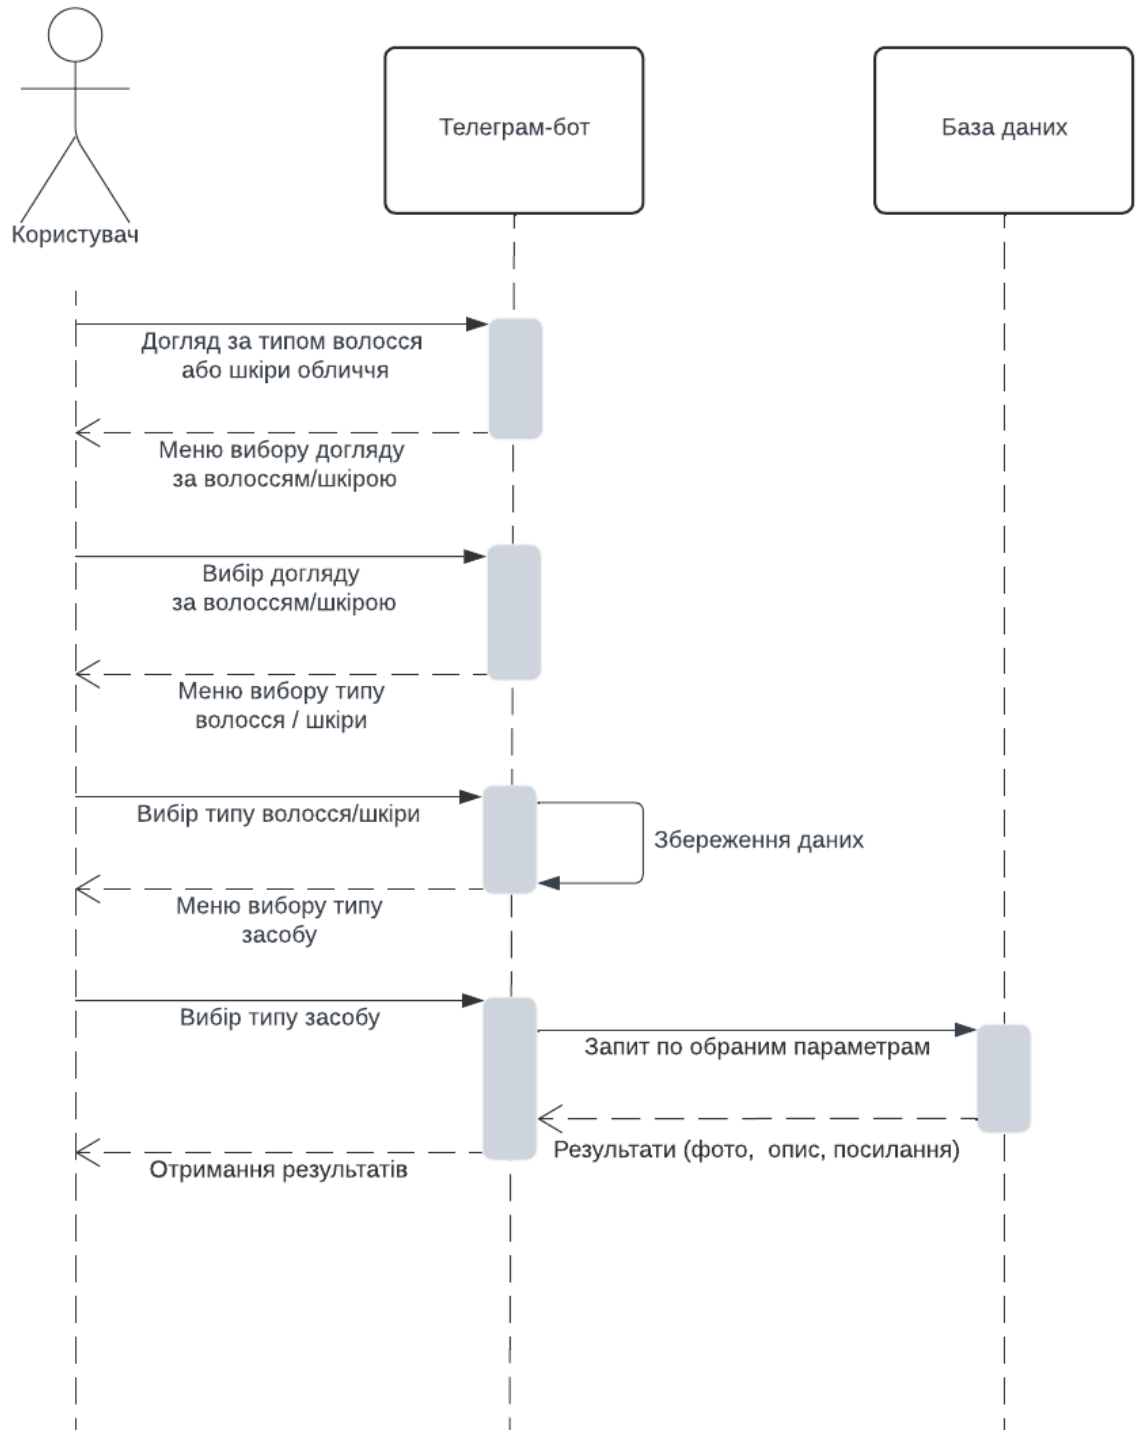 Користувач
Телеграм-бот
База даних
Догляд за типом волосся
або шкіри обличчя
Меню вибору догляду
за волоссям/шкірою
Вибір догляду
за волоссям/шкірою
Меню вибору типу
волосся / шкіри
Вибір типу волосся/шкіри
Збереження даних
Меню вибору типу
засобу
Вибір типу засобу
Запит по обраним параметрам
Результати (фото,  опис, посилання)
Отримання результатів